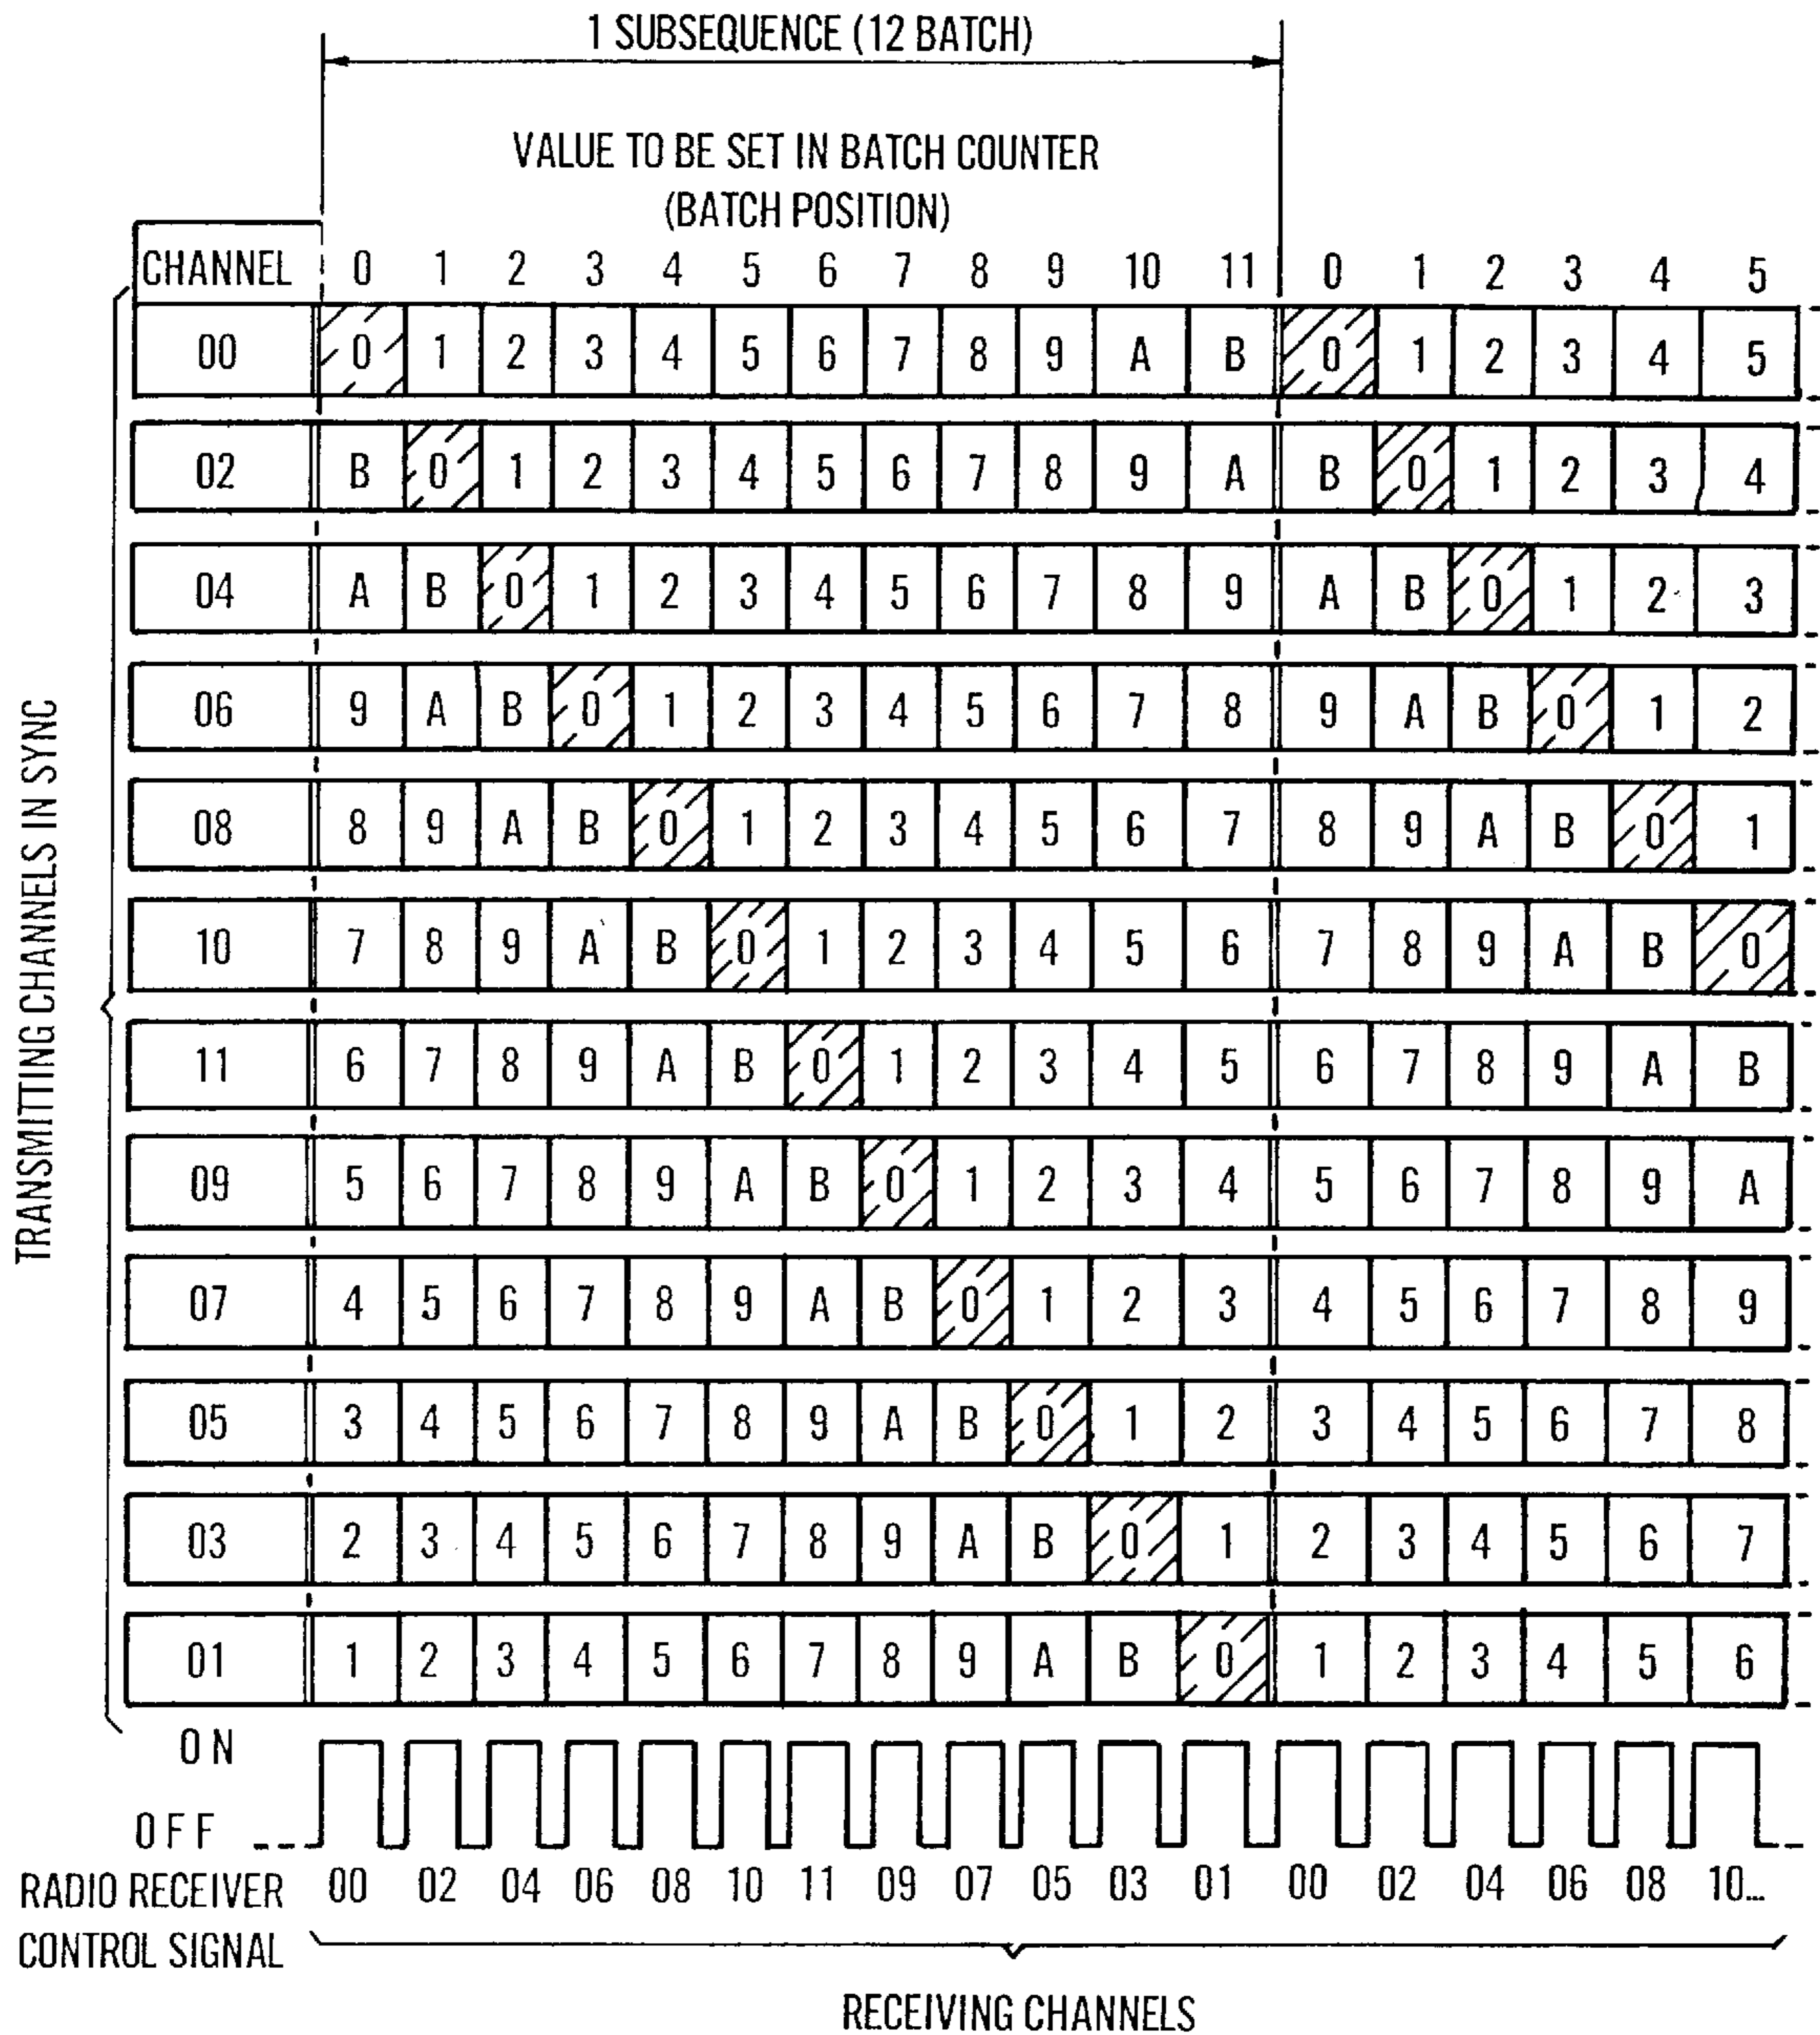 1 SUBSEQUENCE (12 BATCH)
VALUE TO BE SET IN BATCH COUNTER
(BATCH POSITION)
CHANNEL 0 1 2 3 4 5 6 7 8 9 10 11 0 1 2 3 4 5
00 0 1 2 3 4 5 6 7 8 9 A B 0 1 2 3 4 5
02 B 0 1 2 3 4 5 6 7 8 9 A B 0 1 2 3 4
04 A B 0 1 2 3 4 5 6 7 8 9 A B 0 1 2 3
06 9 A B 0 1 2 3 4 5 6 7 8 9 A B 0 1 2
08 8 9 A B 0 1 2 3 4 5 6 7 8 9 A B 0 1
10 7 8 9 A B 0 1 2 3 4 5 6 7 8 9 A B 0
11 6 7 8 9 A B 0 1 2 3 4 5 6 7 8 9 A B
09 5 6 7 8 9 A B 0 1 2 3 4 5 6 7 8 9 A
07 4 5 6 7 8 9 A B 0 1 2 3 4 5 6 7 8 9
05 3 4 5 6 7 8 9 A B 0 1 2 3 4 5 6 7 8
03 2 3 4 5 6 7 8 9 A B 0 1 2 3 4 5 6 7
01 1 2 3 4 5 6 7 8 9 A B 0 1 2 3 4 5 6
TRANSMITTING CHANNELS IN SYNC
ON
OFF
RADIO RECEIVER 00 02 04 06 08 10 11 09 07 05 03 01 00 02 04 06 08 10...
CONTROL SIGNAL
RECEIVING CHANNELS